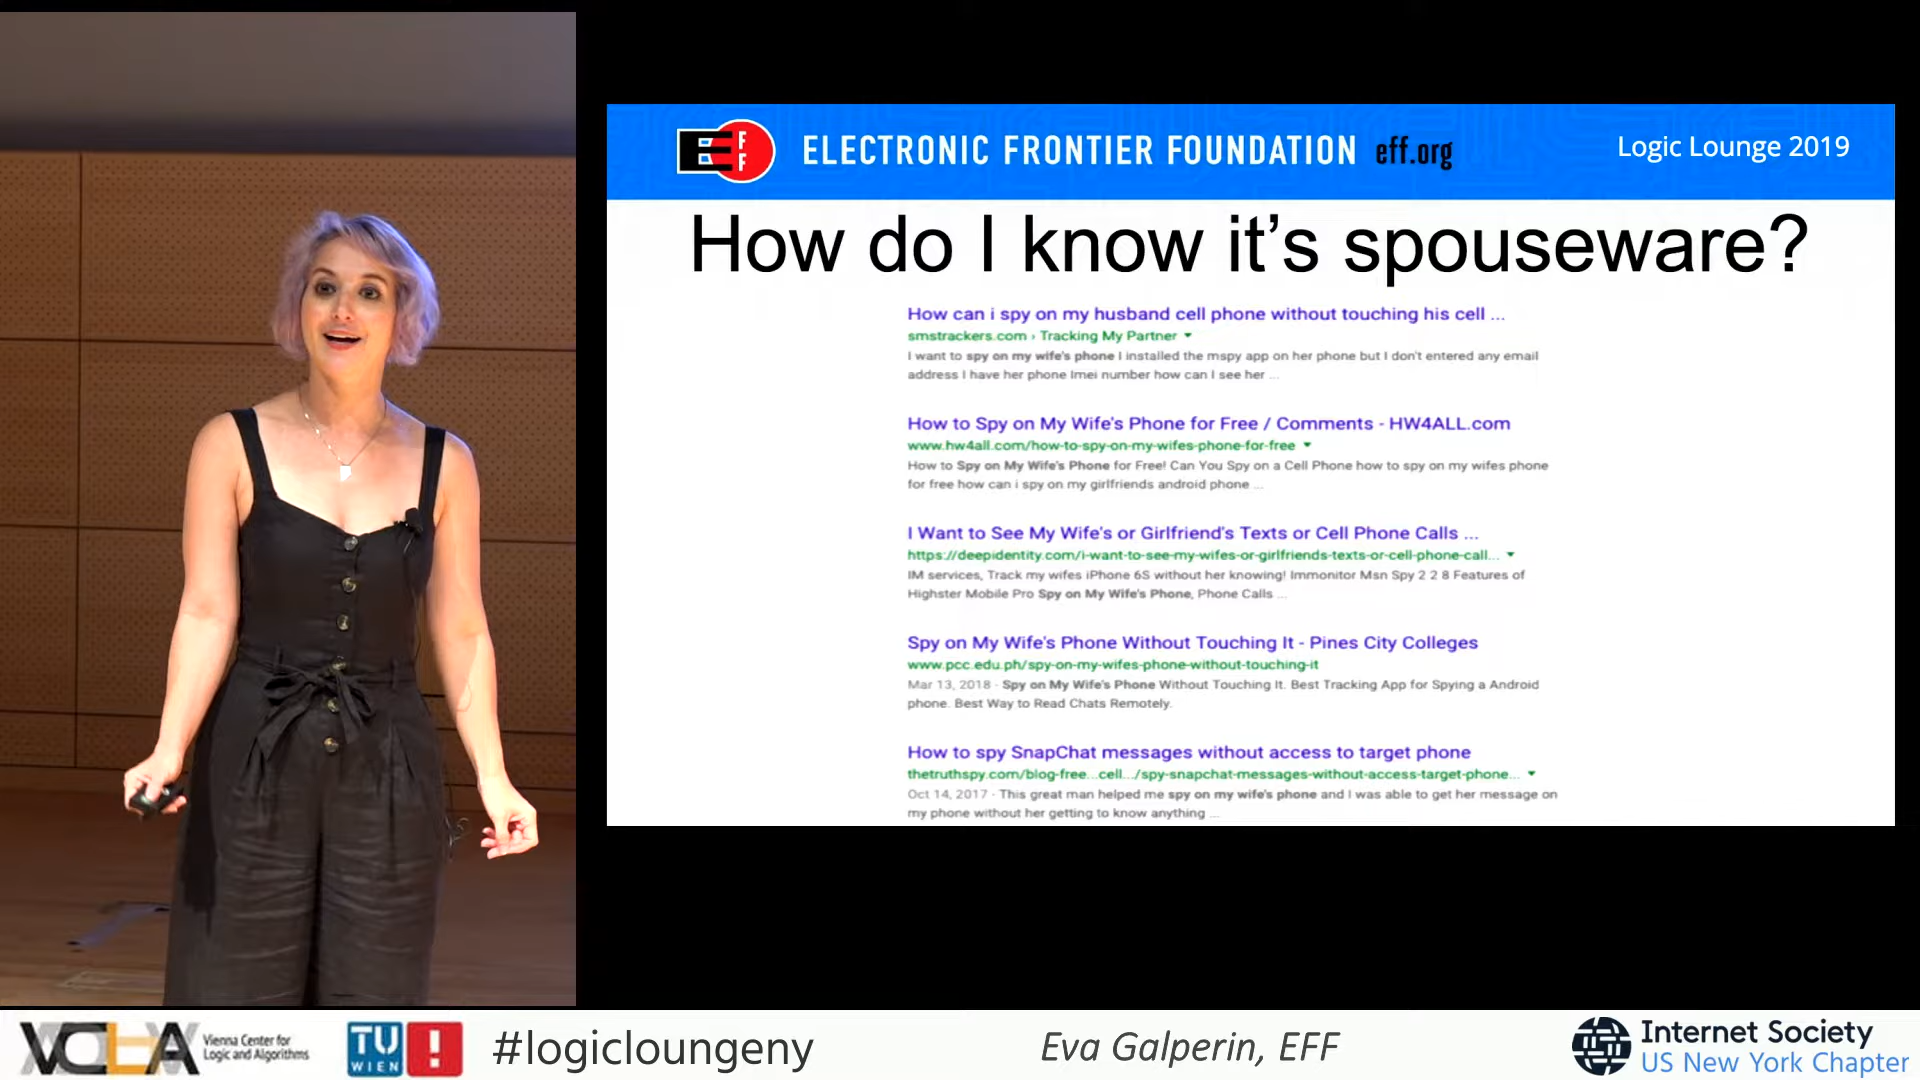 EFF ELECTRONIC FRONTIER FOUNDATION eff.org
Logic Lounge 2019
How do I know it's spouseware?
How can i spy on my husband cell phone without touching his cell ...
smstrackers.com › Tracking My Partner
I want to spy on my wife's phone I installed the mspy app on her phone but I don't entered any email
address I have her phone Imei number how can I see her ...
How to Spy on My Wife's Phone for Free / Comments - HW4ALL.com
www.hw4all.com/how-to-spy-on-my-wifes-phone-for-free
How to Spy on My Wife's Phone for Free! Can You Spy on a Cell Phone how to spy on my wifes phone
for free how can i spy on my girlfriends android phone ...
I Want to See My Wife's or Girlfriend's Texts or Cell Phone Calls ...
https://deepidentity.com/i-want-to-see-my-wifes-or-girlfriends-texts-or-cell-phone-call...
IM services, Track my wifes iPhone 6S without her knowing! Immonitor Msn Spy 2 2 8 Features of
Highster Mobile Pro Spy on My Wife's Phone, Phone Calls ...
Spy on My Wife's Phone Without Touching It - Pines City Colleges
www.pcc.edu.ph/spy-on-my-wifes-phone-without-touching-it
Mar 13, 2018 - Spy on My Wife's Phone Without Touching It. Best Tracking App for Spying a Android
phone. Best Way to Read Chats Remotely.
How to spy SnapChat messages without access to target phone
thetruthspy.com/blog-free...cell.../spy-snapchat-messages-without-access-target-phone...
Oct 14, 2017 - This great man helped me spy on my wife's phone and I was able to get her message on
my phone without her getting to know anything ...
VCLA
Vienna Center for
Logic and Algorithms
TU
WIEN
!
#logicloungeny
Eva Galperin, EFF
Internet Society
US New York Chapter